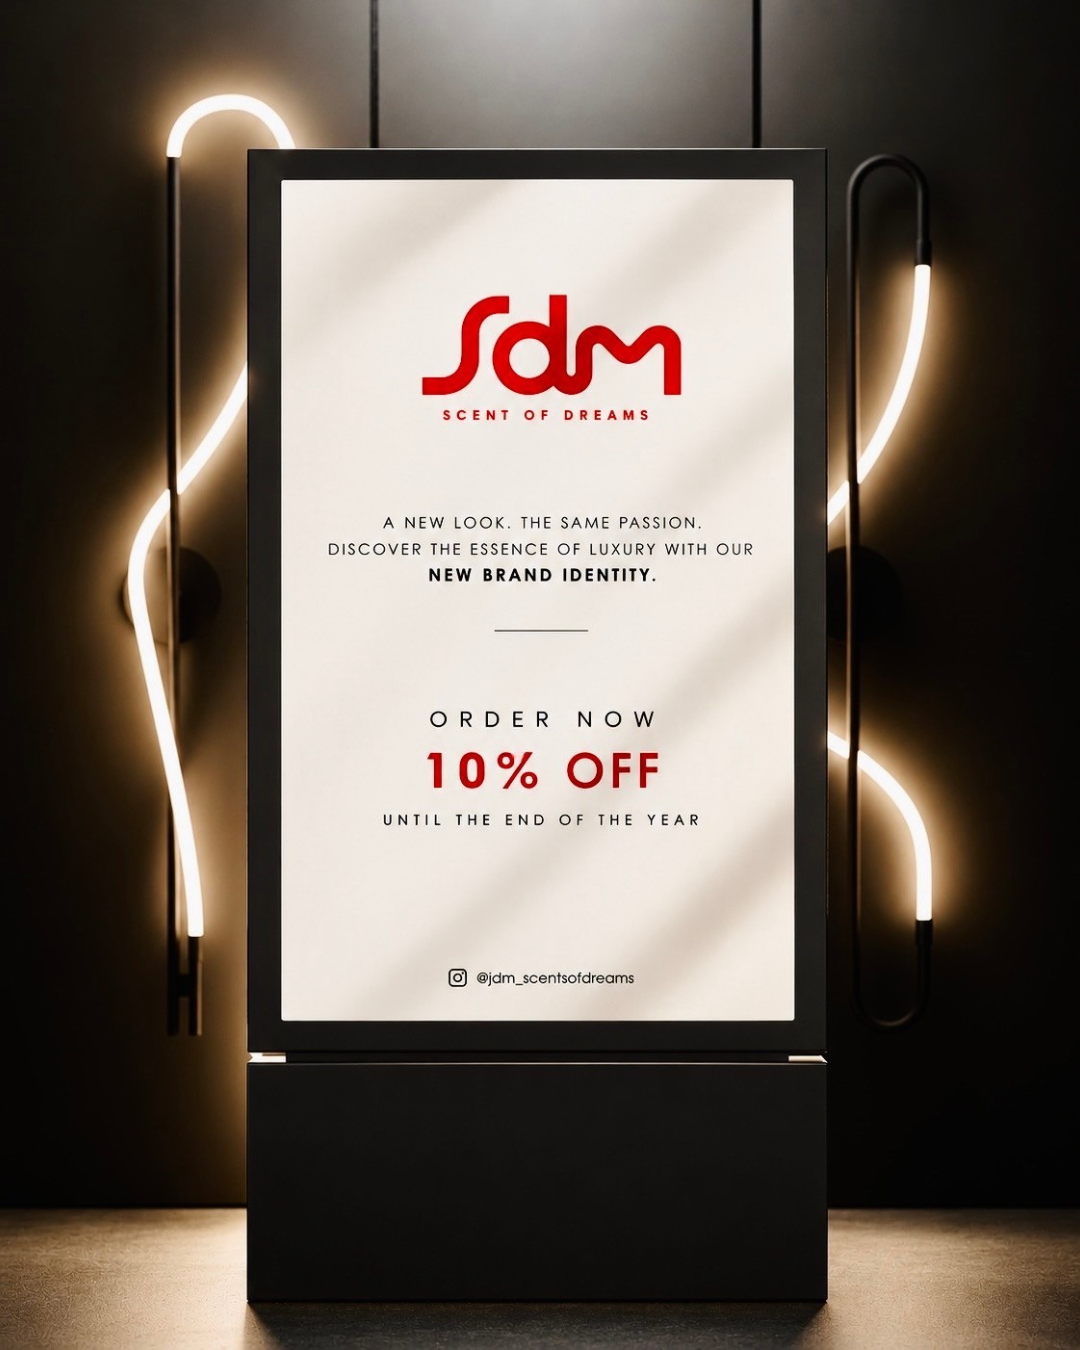 Jdm
SCENT OF DREAMS
A NEW LOOK. THE SAME PASSION.
DISCOVER THE ESSENCE OF LUXURY WITH OUR
NEW BRAND IDENTITY.
ORDER NOW
10% OFF
UNTIL THE END OF THE YEAR
@jdm_scentsofdreams